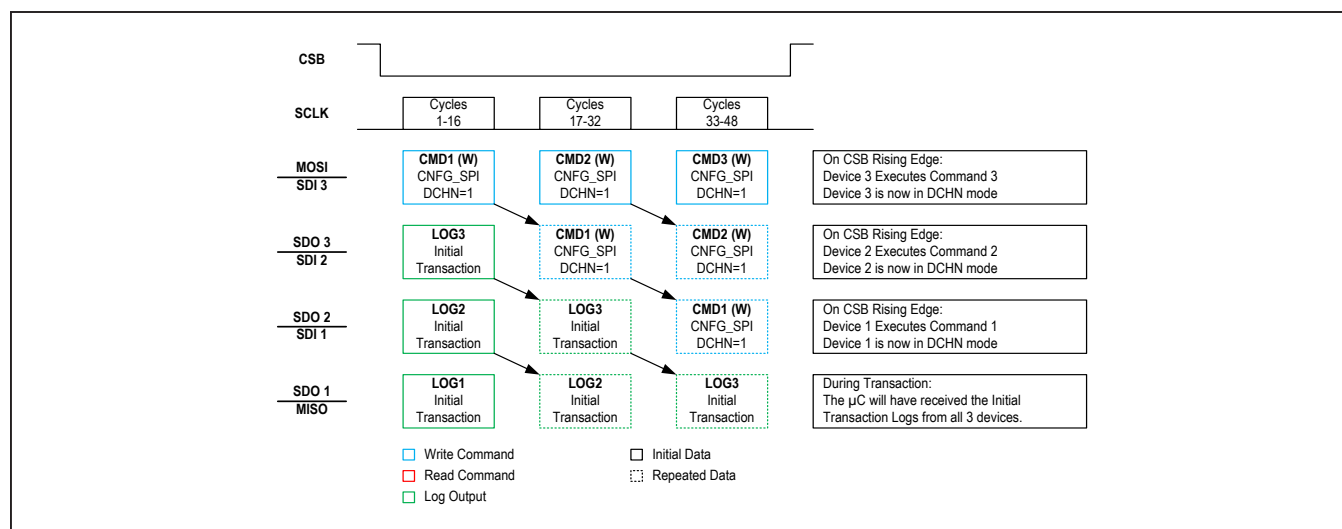 CSB
SCLK
Cycles
1-16
Cycles
17-32
Cycles
33-48
MOSI
SDI 3
CMD1 (W)
CNFG_SPI
DCHN=1
CMD2 (W)
CNFG_SPI
DCHN=1
CMD3 (W)
CNFG_SPI
DCHN=1
On CSB Rising Edge:
Device 3 Executes Command 3
Device 3 is now in DCHN mode
SDO 3
SDI 2
LOG3
Initial
Transaction
CMD1 (W)
CNFG_SPI
DCHN=1
CMD2 (W)
CNFG_SPI
DCHN=1
On CSB Rising Edge:
Device 2 Executes Command 2
Device 2 is now in DCHN mode
SDO 2
SDI 1
LOG2
Initial
Transaction
LOG3
Initial
Transaction
CMD1 (W)
CNFG_SPI
DCHN=1
On CSB Rising Edge:
Device 1 Executes Command 1
Device 1 is now in DCHN mode
SDO 1
MISO
LOG1
Initial
Transaction
LOG2
Initial
Transaction
LOG3
Initial
Transaction
During Transaction:
The µC will have received the Initial
Transaction Logs from all 3 devices.
Write Command
Initial Data
Read Command
Repeated Data
Log Output